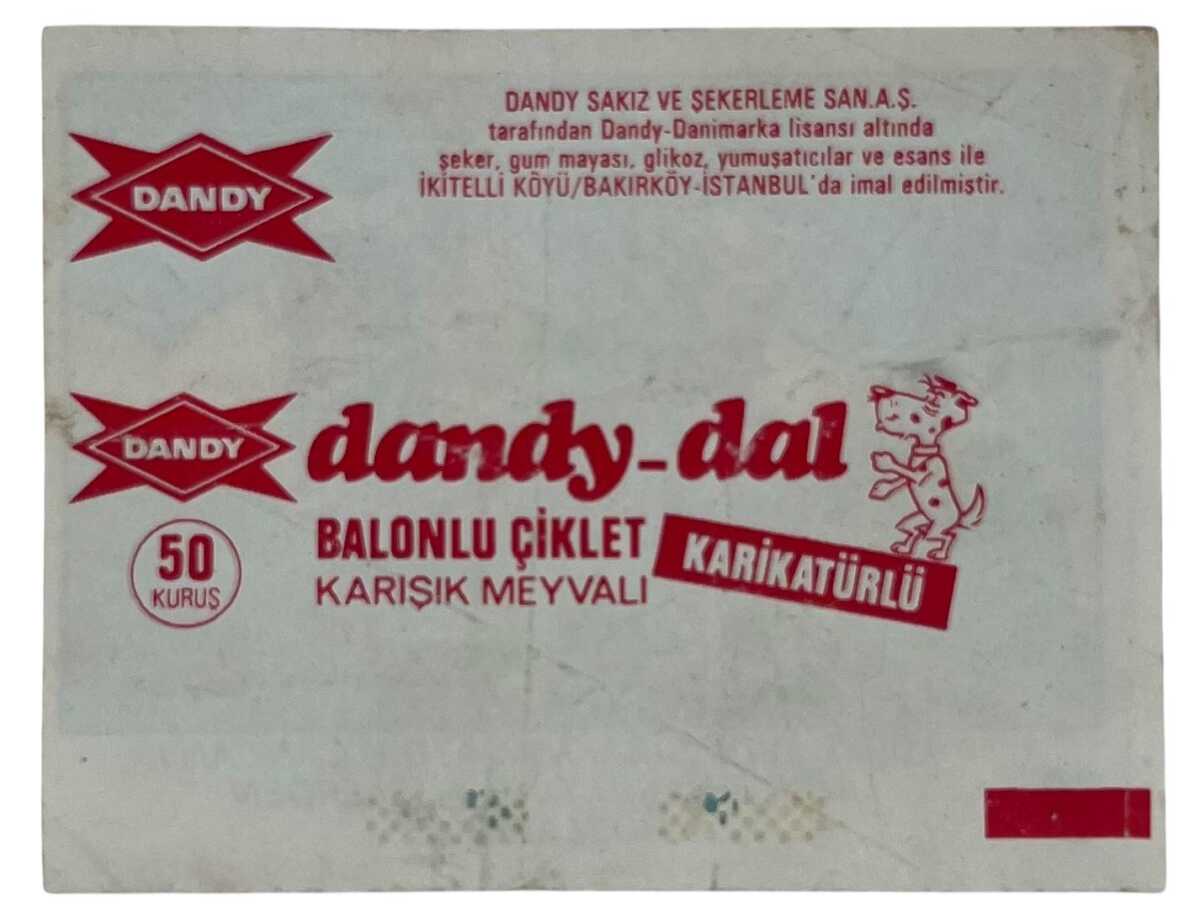 DANDY SAKIZ VE ŞEKERLEME SAN.A.Ş.
tarafından Dandy-Danimarka lisansı altında
şeker, gum mayası, glikoz, yumuşatıcılar ve esans ile
İKİTELLİ KÖYÜ/BAKIRKÖY-İSTANBUL'da imal edilmiştir.
DANDY
DANDY
dandy-dal
BALONLU ÇİKLET
KARIŞIK MEYVALI
KARİKATÜRLÜ
50
KURUŞ